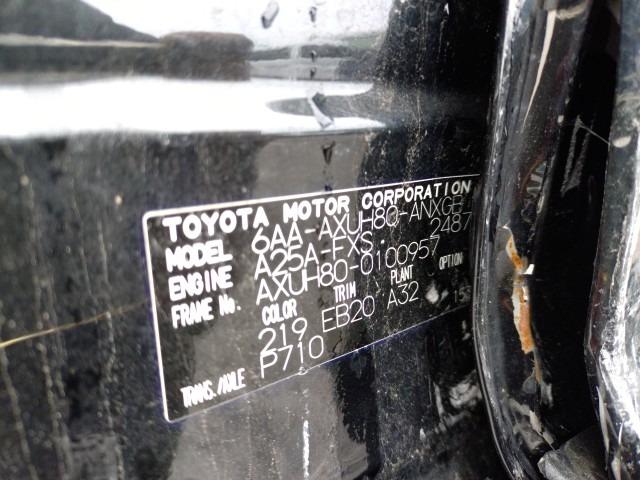 TOYOTA MOTOR CORPORATION
MODEL 6AA-AXUH80-ANXGB
ENGINE A25A-FXS 2487
FRAME No. AXUH80-0100957
COLOR TRIM PLANT OPTION
219 EB20 A32
TRANS./AXLE P710